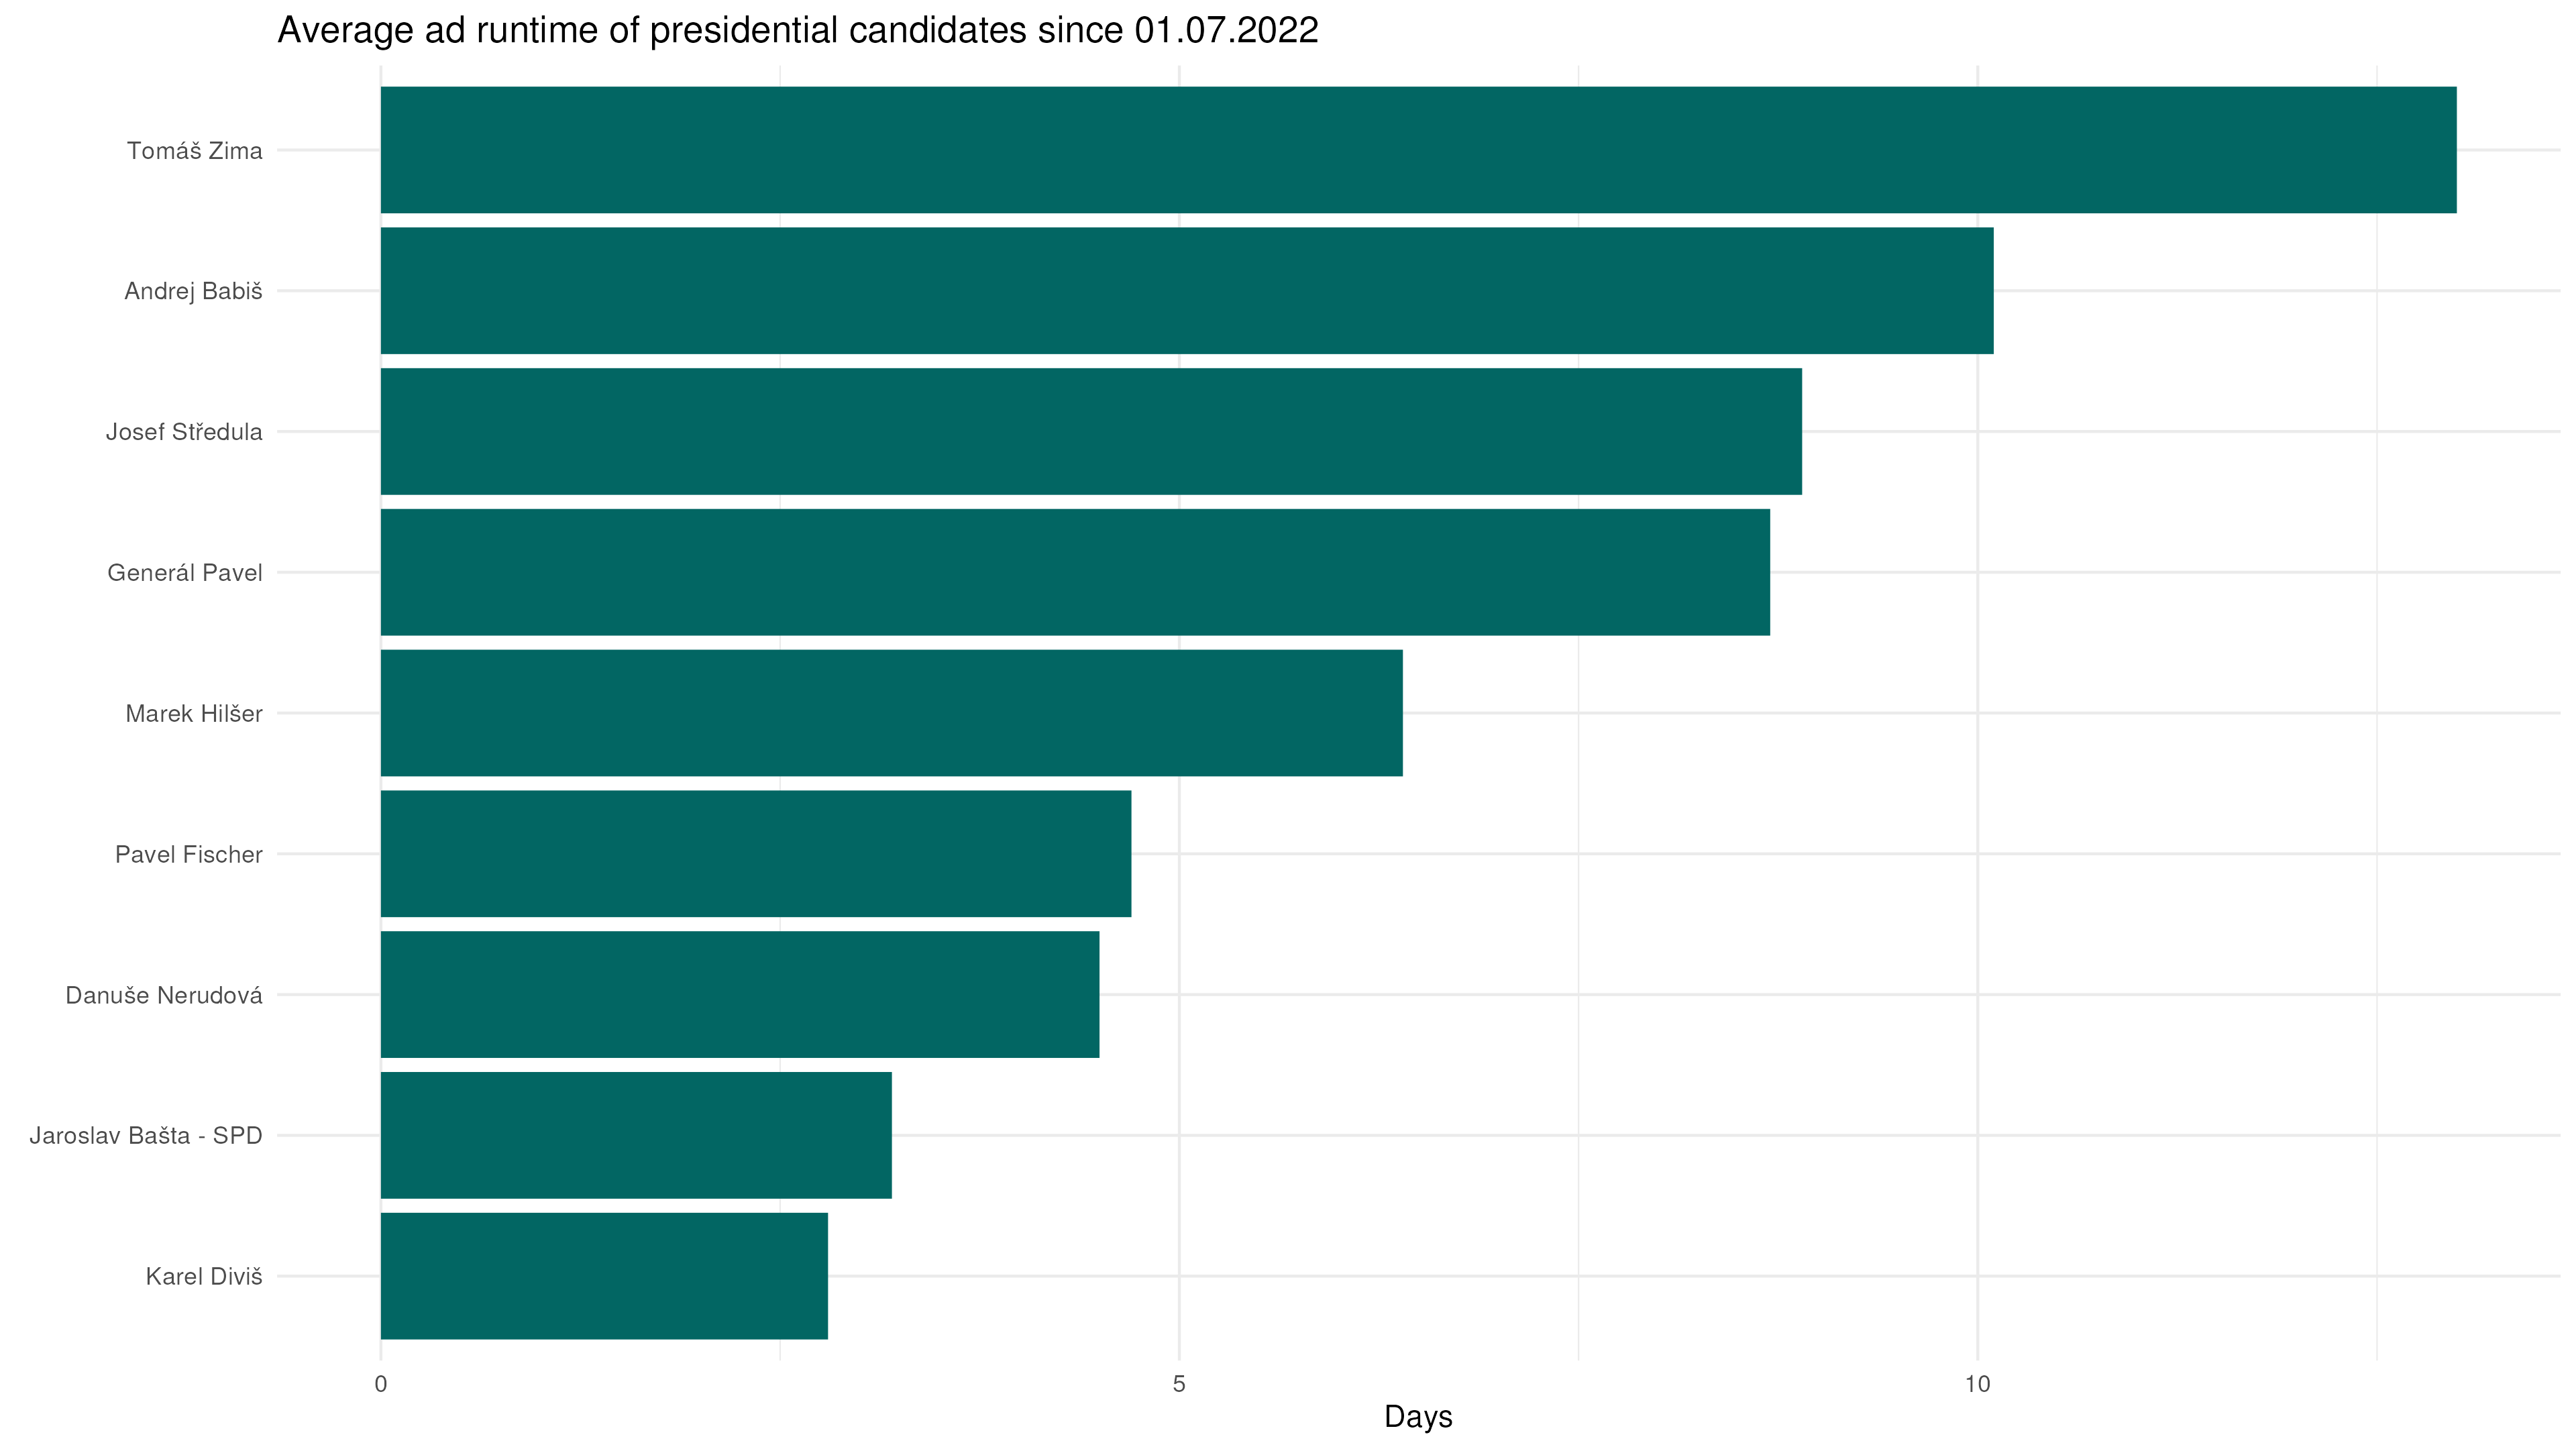 Average ad runtime of presidential candidates since 01.07.2022
Tomáš Zima
Andrej Babiš
Josef Středula
Generál Pavel
Marek Hilšer
Pavel Fischer
Danuše Nerudová
Jaroslav Bašta - SPD
Karel Diviš
0 5 10
Days